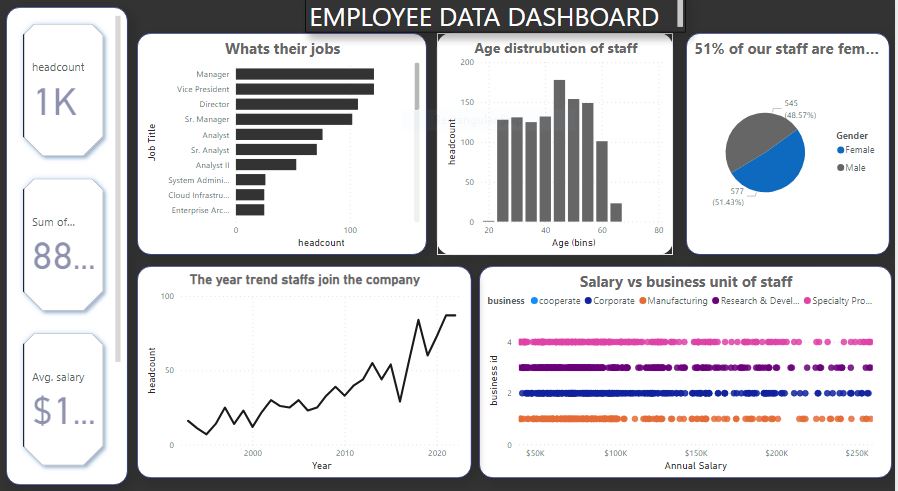 EMPLOYEE DATA DASHBOARD
headcount
1K
Sum of...
88...
Avg. salary
$1...
Whats their jobs
Job Title
Manager
Vice President
Director
Sr. Manager
Analyst
Sr. Analyst
Analyst II
System Admini...
Cloud Infrastru...
Enterprise Arc...
0 100
headcount
Age distrubution of staff
headcount
200
150
100
50
0
20 40 60 80
Age (bins)
51% of our staff are fem...
545
(48.57%)
577
(51.43%)
Gender
Female
Male
The year trend staffs join the company
headcount
100
50
0
2000 2010 2020
Year
Salary vs business unit of staff
business cooperate Corporate Manufacturing Research & Devel... Specialty Pro...
business id
4
2
0
$50K $100K $150K $200K $250K
Annual Salary